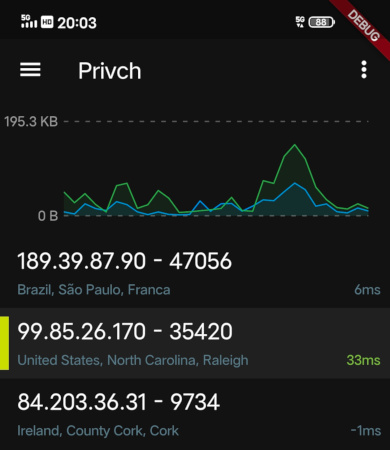 5G HD 20:03 5G 88 DEBUG
Privch
195.3 KB
0 B
189.39.87.90 - 47056
Brazil, São Paulo, Franca 6ms
99.85.26.170 - 35420
United States, North Carolina, Raleigh 33ms
84.203.36.31 - 9734
Ireland, County Cork, Cork -1ms